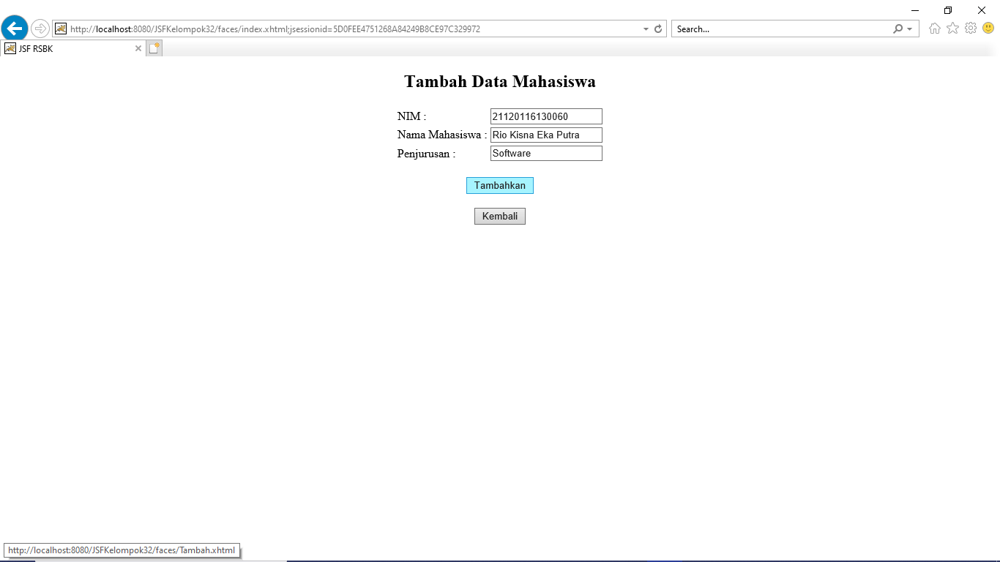 http://localhost:8080/JSFKelompok32/faces/index.xhtml;jsessionid=5D0FEE4751268A84249B8CE97C329972
Search...
JSF RSBK
Tambah Data Mahasiswa
NIM : 21120116130060
Nama Mahasiswa : Rio Kisna Eka Putra
Penjurusan : Software
Tambahkan
Kembali
http://localhost:8080/JSFKelompok32/faces/Tambah.xhtml